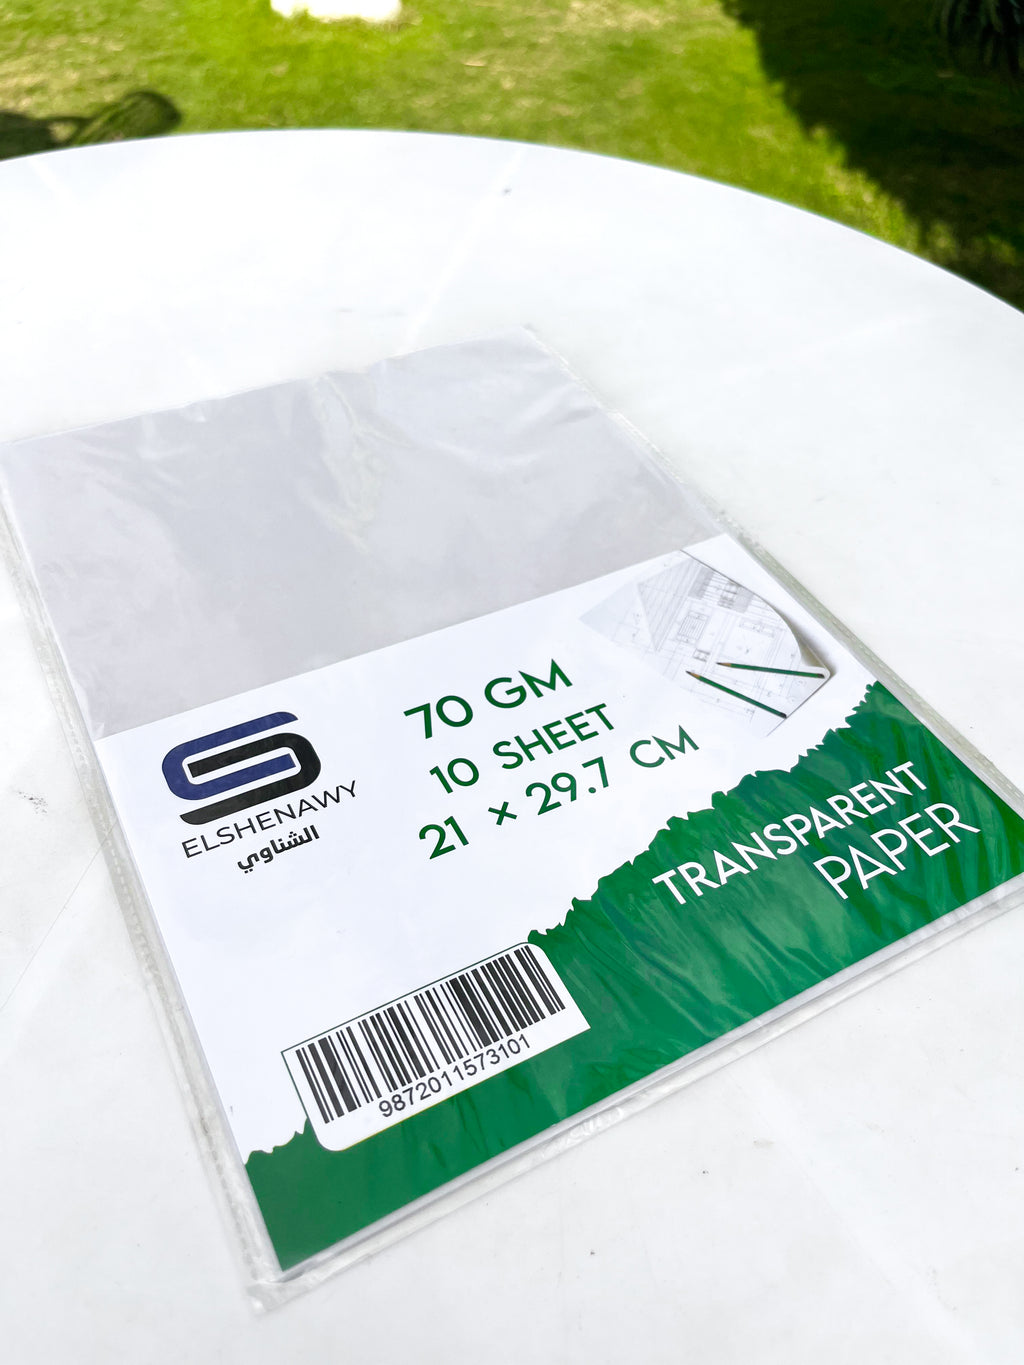 ELSHENAWY
الشناوي
70 GM
10 SHEET
21 × 29.7 CM
TRANSPARENT
PAPER
9872011573101